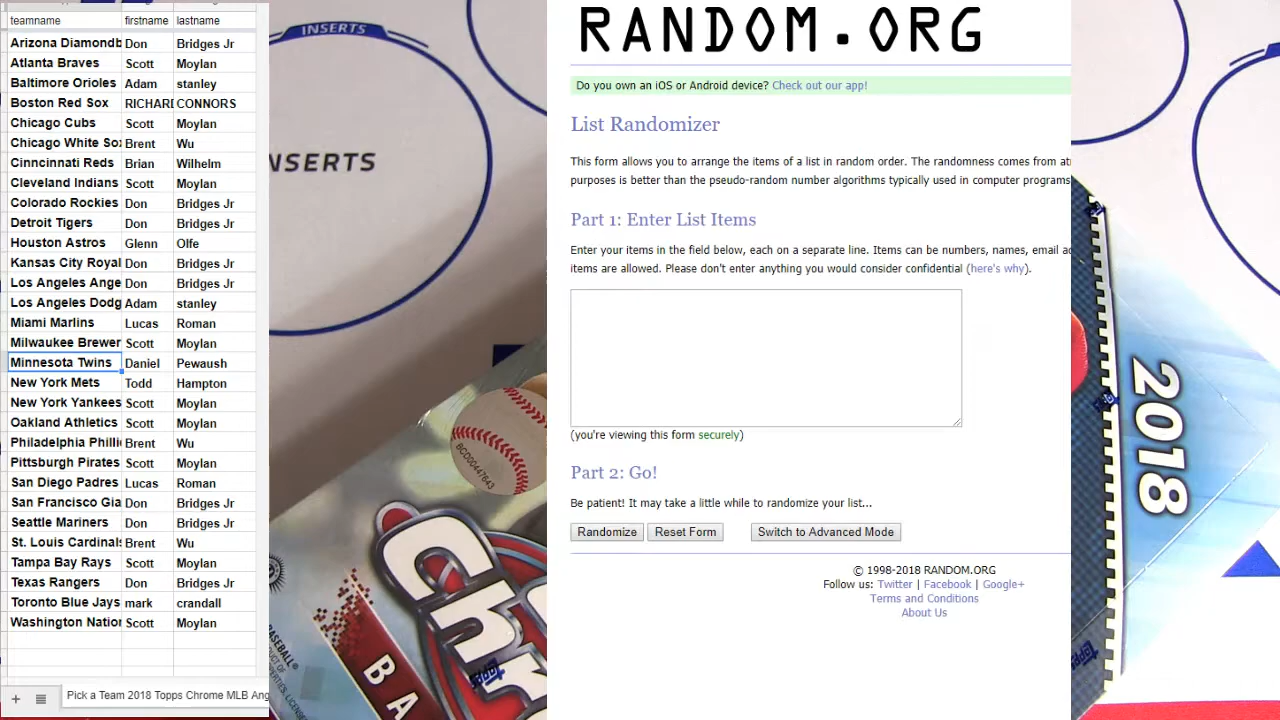 teamname firstname lastname
Arizona Diamondb Don Bridges Jr
Atlanta Braves Scott Moylan
Baltimore Orioles Adam stanley
Boston Red Sox RICHARI CONNORS
Chicago Cubs Scott Moylan
Chicago White Sox Brent Wu
Cinncinnati Reds Brian Wilhelm
Cleveland Indians Scott Moylan
Colorado Rockies Don Bridges Jr
Detroit Tigers Don Bridges Jr
Houston Astros Glenn Olfe
Kansas City Royal Don Bridges Jr
Los Angeles Ange Don Bridges Jr
Los Angeles Dodg Adam stanley
Miami Marlins Lucas Roman
Milwaukee Brewer Scott Moylan
Minnesota Twins Daniel Pewaush
New York Mets Todd Hampton
New York Yankees Scott Moylan
Oakland Athletics Scott Moylan
Philadelphia Philli Brent Wu
Pittsburgh Pirates Scott Moylan
San Diego Padres Lucas Roman
San Francisco Gia Don Bridges Jr
Seattle Mariners Don Bridges Jr
St. Louis Cardinals Brent Wu
Tampa Bay Rays Scott Moylan
Texas Rangers Don Bridges Jr
Toronto Blue Jays mark crandall
Washington Nation Scott Moylan
Pick a Team 2018 Topps Chrome MLB Ang
INSERTS
INSERTS
BCD00447643
Chr
BA
BASEBALL
RANDOM.ORG
Do you own an iOS or Android device? Check out our app!
List Randomizer
This form allows you to arrange the items of a list in random order. The randomness comes from at
purposes is better than the pseudo-random number algorithms typically used in computer programs
Part 1: Enter List Items
Enter your items in the field below, each on a separate line. Items can be numbers, names, email ad
items are allowed. Please don't enter anything you would consider confidential (here's why).
(you're viewing this form securely)
Part 2: Go!
Be patient! It may take a little while to randomize your list...
Randomize Reset Form Switch to Advanced Mode
© 1998-2018 RANDOM.ORG
Follow us: Twitter | Facebook | Google+
Terms and Conditions
About Us
2018
topps